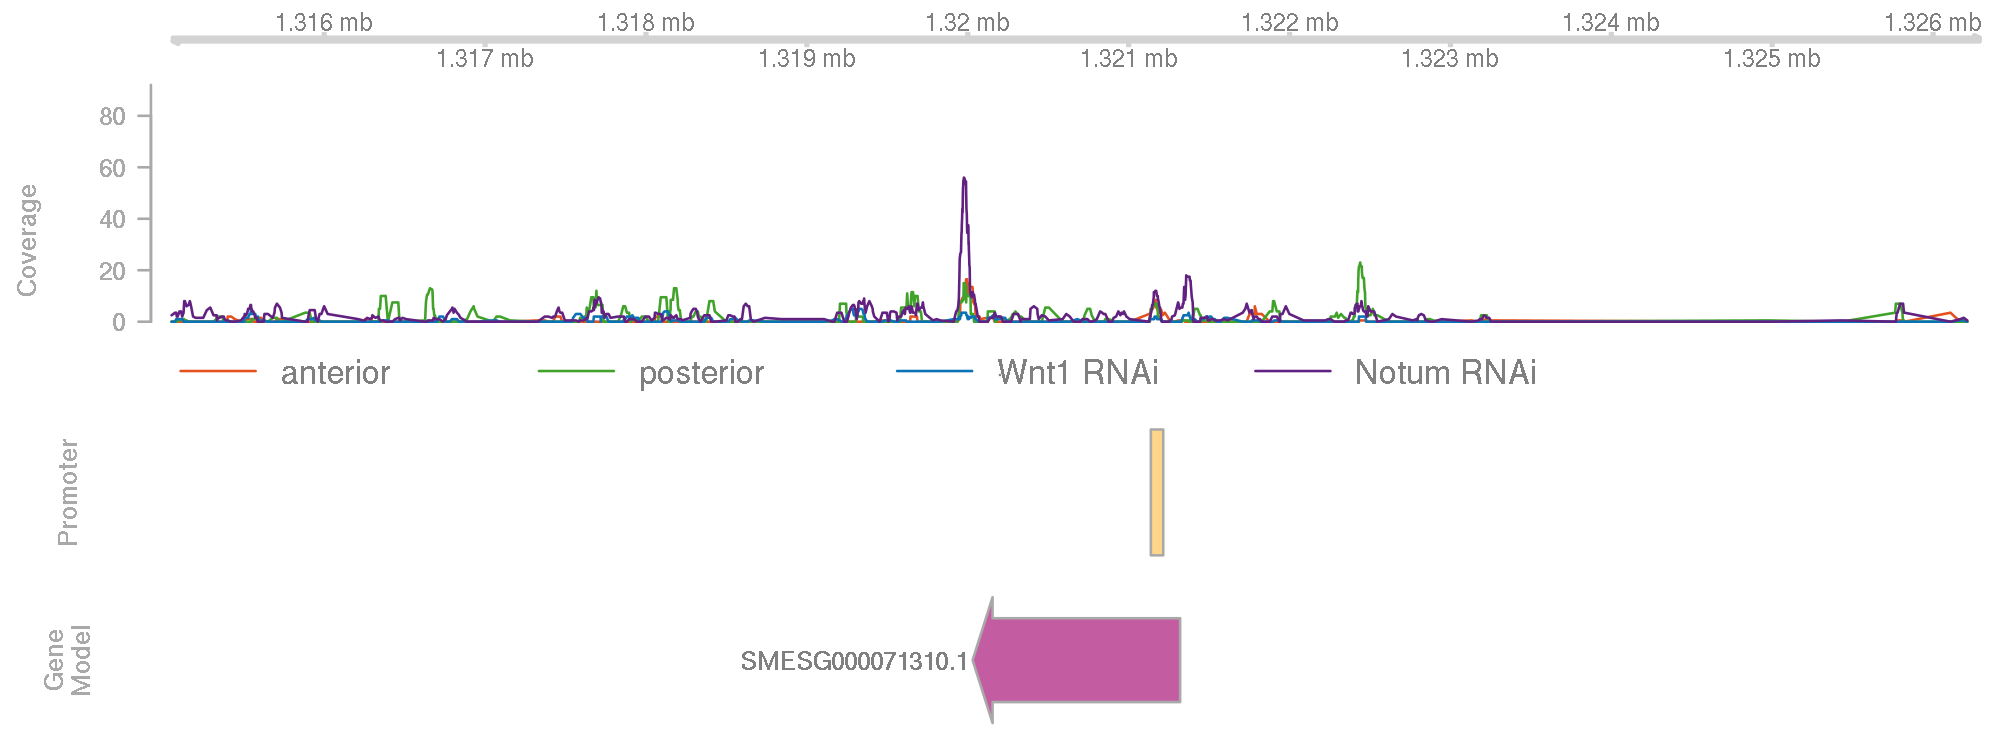 1.316 mb 1.318 mb 1.32 mb 1.322 mb 1.324 mb 1.326 mb
1.317 mb 1.319 mb 1.321 mb 1.323 mb 1.325 mb
Coverage
80
60
40
20
0
anterior posterior Wnt1 RNAi Notum RNAi
Promoter
Gene
Model
SMESG000071310.1